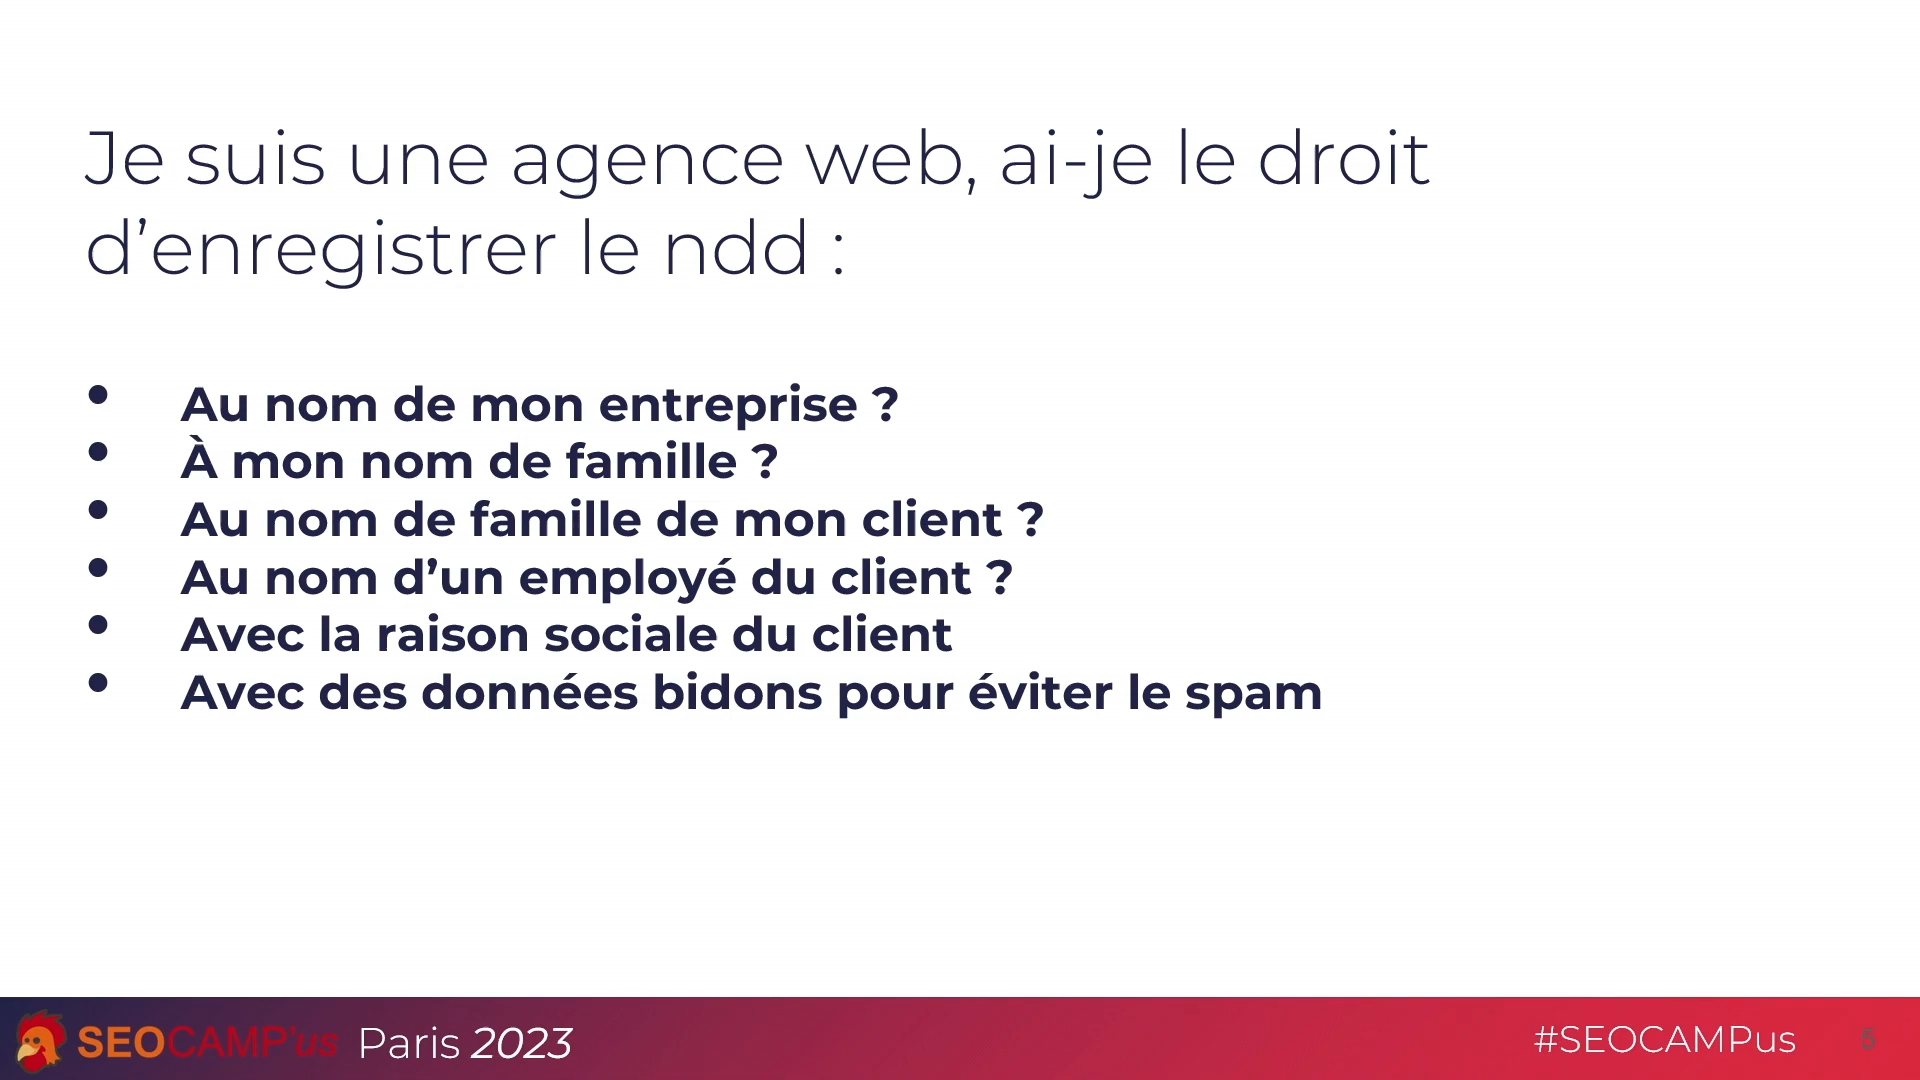 Je suis une agence web, ai-je le droit
d’enregistrer le ndd :
• Au nom de mon entreprise ?
• À mon nom de famille ?
• Au nom de famille de mon client ?
• Au nom d’un employé du client ?
• Avec la raison sociale du client
• Avec des données bidons pour éviter le spam
SEOCAMP'us Paris 2023
#SEOCAMPus 5